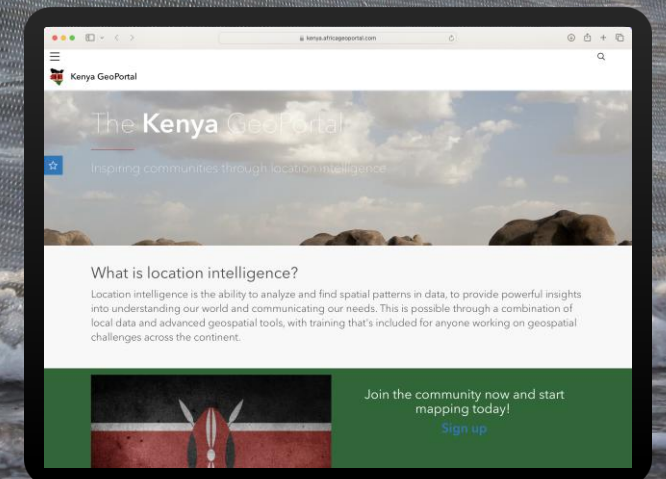 kenya.africageoportal.com
Kenya GeoPortal
The Kenya GeoPortal
Inspiring communities through location intelligence
What is location intelligence?
Location intelligence is the ability to analyze and find spatial patterns in data, to provide powerful insights
into understanding our world and communicating our needs. This is possible through a combination of
local data and advanced geospatial tools, with training that's included for anyone working on geospatial
challenges across the continent.
Join the community now and start
mapping today!
Sign up